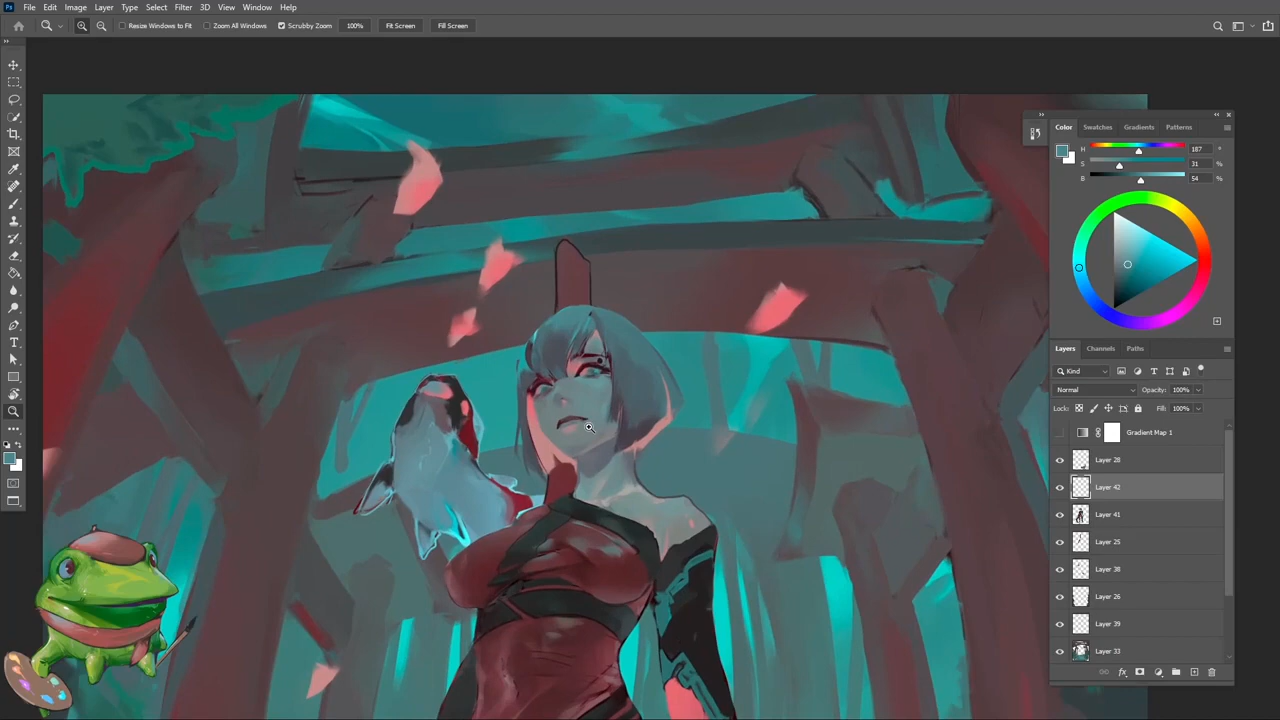 Ps File Edit Image Layer Type Select Filter 3D View Window Help
Resize Windows to Fit Zoom All Windows Scrubby Zoom 100% Fit Screen Fill Screen
Color Swatches Gradients Patterns
H 187 °
S 31 %
B 54 %
Layers Channels Paths
Kind
Normal Opacity: 100%
Lock: Fill: 100%
Gradient Map 1
Layer 28
Layer 42
Layer 41
Layer 25
Layer 38
Layer 26
Layer 39
Layer 33
fx